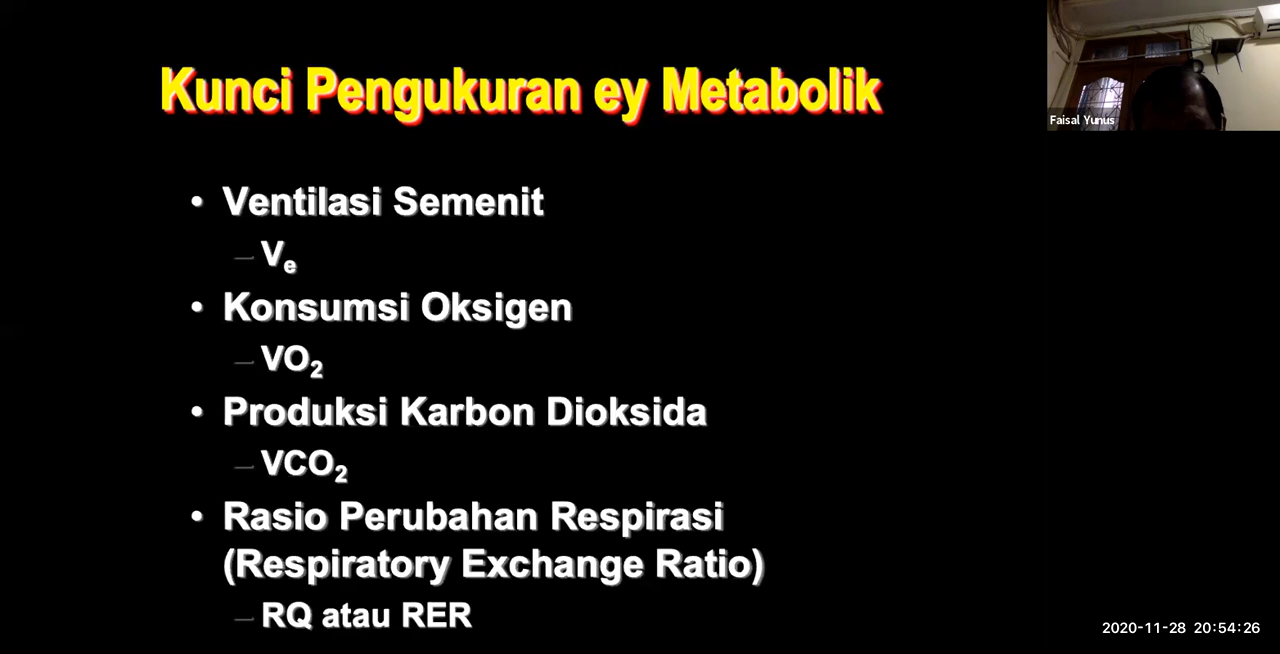 Kunci Pengukuran ey Metabolik
Faisal Yunus
• Ventilasi Semenit
– Ve
• Konsumsi Oksigen
– VO2
• Produksi Karbon Dioksida
– VCO2
• Rasio Perubahan Respirasi
(Respiratory Exchange Ratio)
– RQ atau RER
2020-11-28 20:54:26